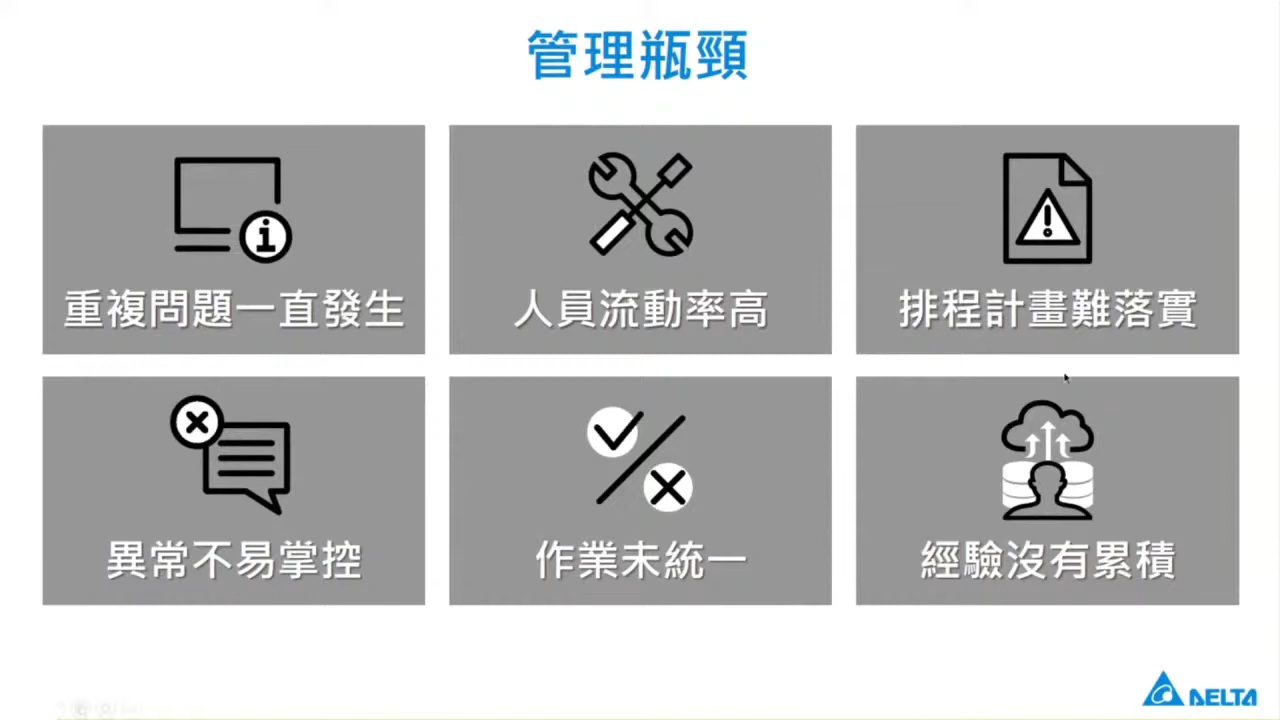 管理瓶頸
重複問題一直發生
人員流動率高
排程計畫難落實
異常不易掌控
作業未統一
經驗沒有累積
DELTA